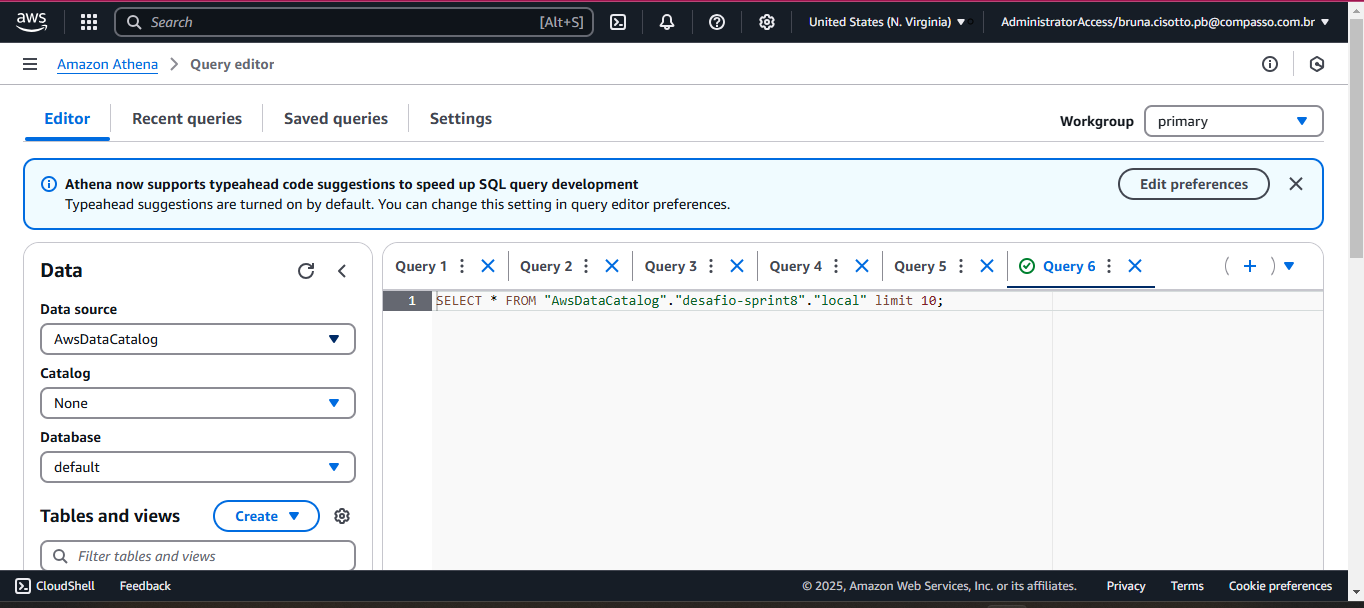 aws
Search [Alt+S] United States (N. Virginia) AdministratorAccess/bruna.cisotto.pb@compasso.com.br
Amazon Athena Query editor
Editor Recent queries Saved queries Settings
Workgroup primary
Athena now supports typeahead code suggestions to speed up SQL query development
Typeahead suggestions are turned on by default. You can change this setting in query editor preferences.
Edit preferences
Data
Data source
AwsDataCatalog
Catalog
None
Database
default
Tables and views Create
Filter tables and views
Query 1 Query 2 Query 3 Query 4 Query 5 Query 6
1 SELECT * FROM "AwsDataCatalog"."desafio-sprint8"."local" limit 10;
CloudShell Feedback © 2025, Amazon Web Services, Inc. or its affiliates. Privacy Terms Cookie preferences